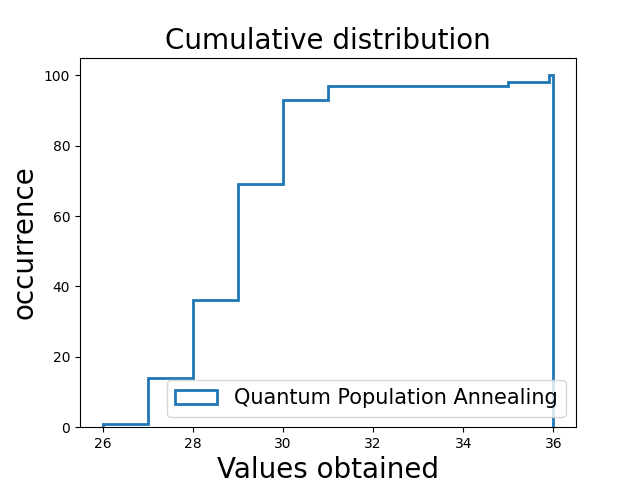 Cumulative distribution
100
80
60
40
20
0
occurrence
Quantum Population Annealing
26 28 30 32 34 36
Values obtained